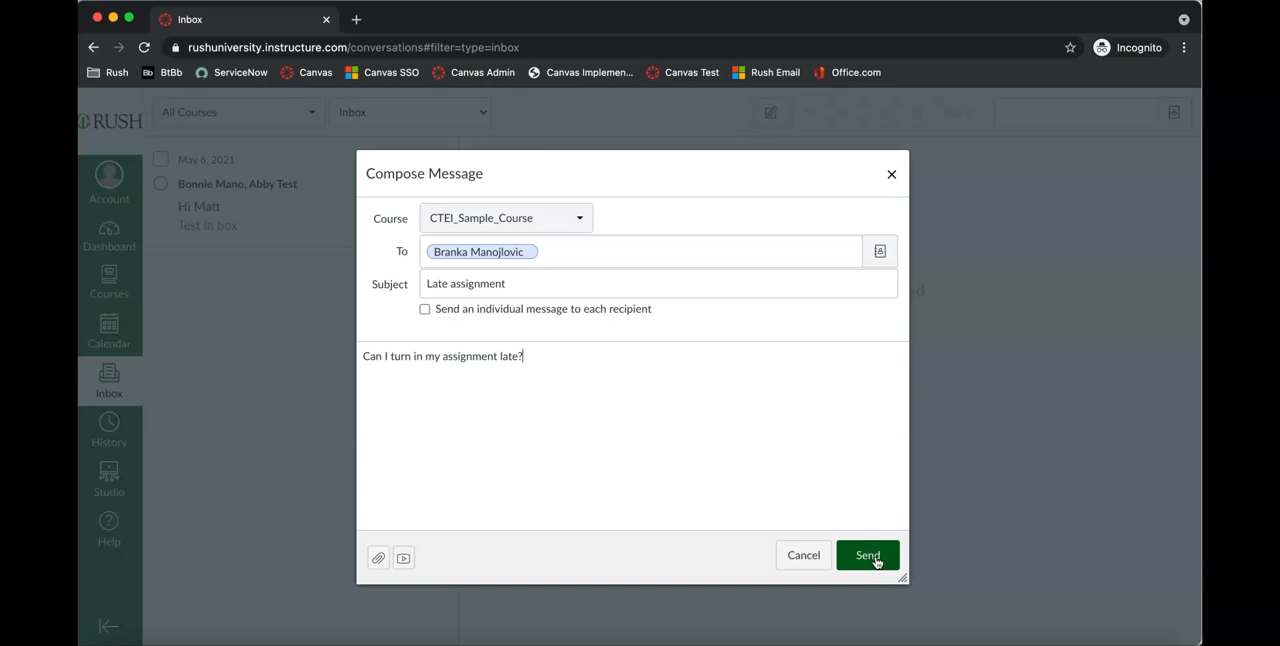 Inbox
rushuniversity.instructure.com/conversations#filter=type=inbox
Incognito
Rush
Bb BtBb
ServiceNow
Canvas
Canvas SSO
Canvas Admin
Canvas Implemen...
Canvas Test
Rush Email
Office.com
RUSH
All Courses
Inbox
Account
Dashboard
Courses
Calendar
Inbox
History
Studio
Help
May 6, 2021
Bonnie Mano, Abby Test
Hi Matt
Test in box
Compose Message
Course CTEI_Sample_Course
To Branka Manojlovic
Subject Late assignment
Send an individual message to each recipient
Can I turn in my assignment late?
Cancel
Send